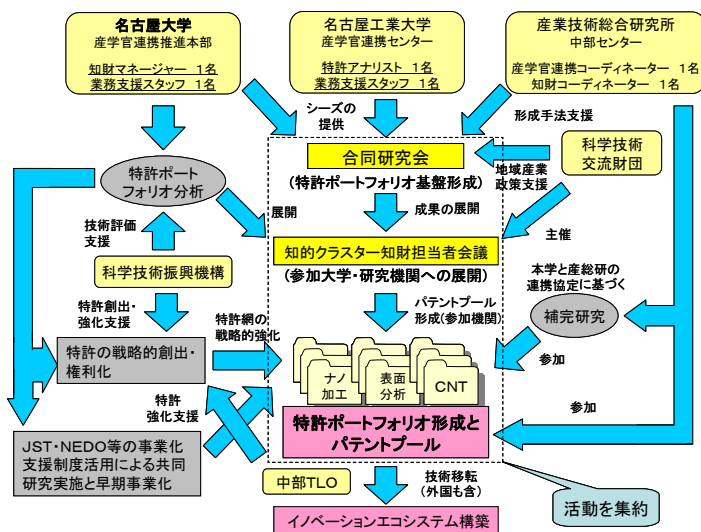 名古屋大学
産学官連携推進本部
知財マネージャー 1名
業務支援スタッフ 1名
名古屋工業大学
産学官連携センター
特許アナリスト 1名
業務支援スタッフ 1名
産業技術総合研究所
中部センター
産学官連携コーディネーター 1名
知財コーディネーター 1名
シーズの
提供
形成手法支援
合同研究会
(特許ポートフォリオ基盤形成)
地域産業
政策支援
科学技術
交流財団
特許ポート
フォリオ分析
展開
成果の展開
主催
技術評価
支援
知的クラスター知財担当者会議
(参加大学・研究機関への展開)
科学技術振興機構
本学と産総研の
連携協定に基づく
特許創出・
強化支援
特許網の
戦略的強化
パテントプール
形成(参加機関)
補完研究
特許の戦略的創出・
権利化
参加
ナノ
加工
表面
分析
CNT
特許
強化支援
参加
特許ポートフォリオ形成と
パテントプール
JST・NEDO等の事業化
支援制度活用による共同
研究実施と早期事業化
中部TLO
技術移転
(外国も含)
活動を集約
イノベーションエコシステム構築